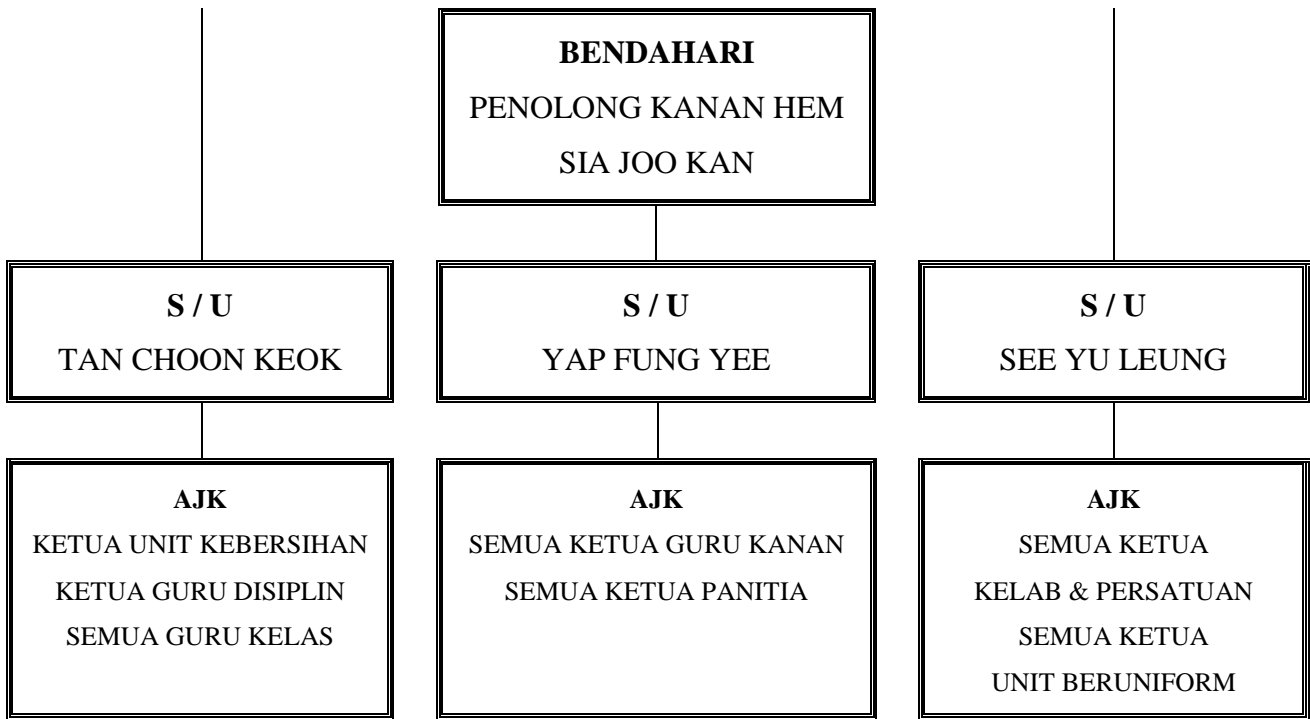 BENDAHARI
PENOLONG KANAN HEM
SIA JOO KAN
S / U
TAN CHOON KEOK
S / U
YAP FUNG YEE
S / U
SEE YU LEUNG
AJK
KETUA UNIT KEBERSIHAN
KETUA GURU DISIPLIN
SEMUA GURU KELAS
AJK
SEMUA KETUA GURU KANAN
SEMUA KETUA PANITIA
AJK
SEMUA KETUA
KELAB & PERSATUAN
SEMUA KETUA
UNIT BERUNIFORM